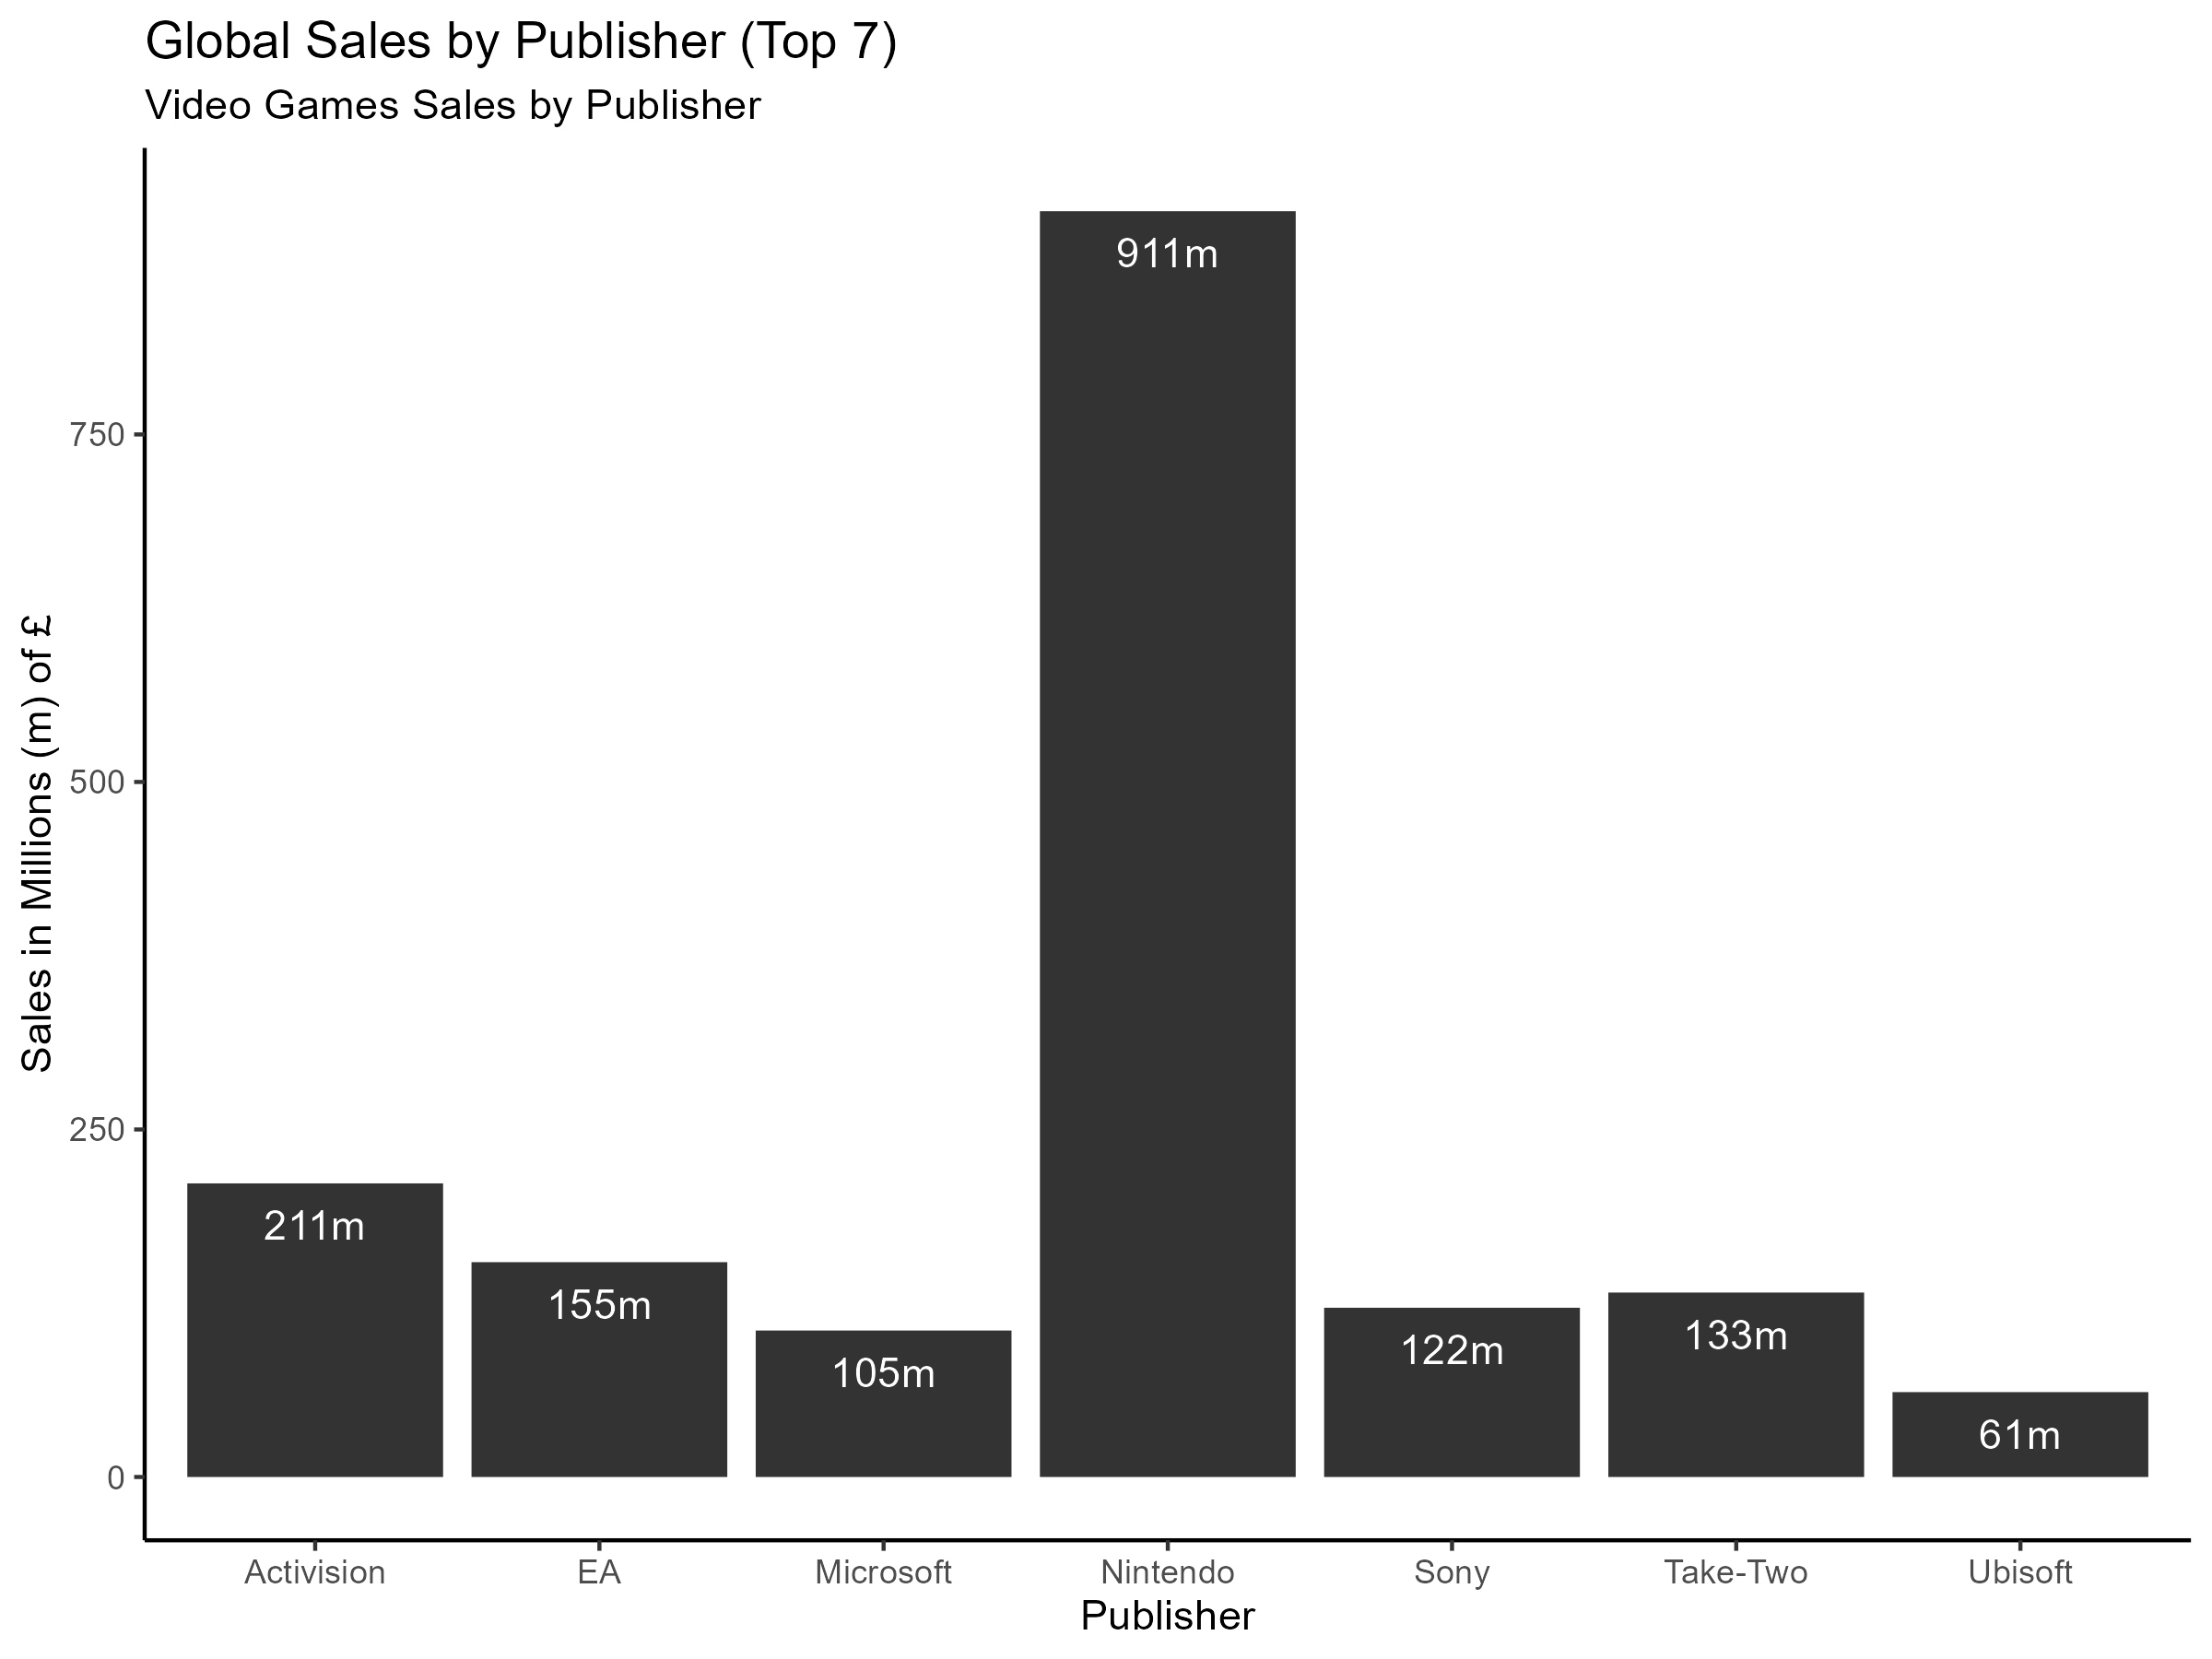 Global Sales by Publisher (Top 7)
Video Games Sales by Publisher
Sales in Millions (m) of £
750
500
250
0
211m
155m
105m
911m
122m
133m
61m
Activision
EA
Microsoft
Nintendo
Sony
Take-Two
Ubisoft
Publisher